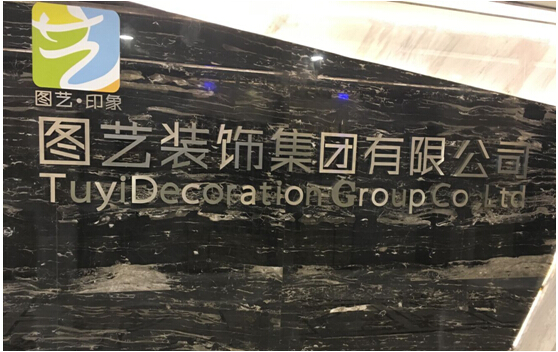 图艺·印象
图艺装饰集团有限公司
TuyiDecorationGroupCo Ltd